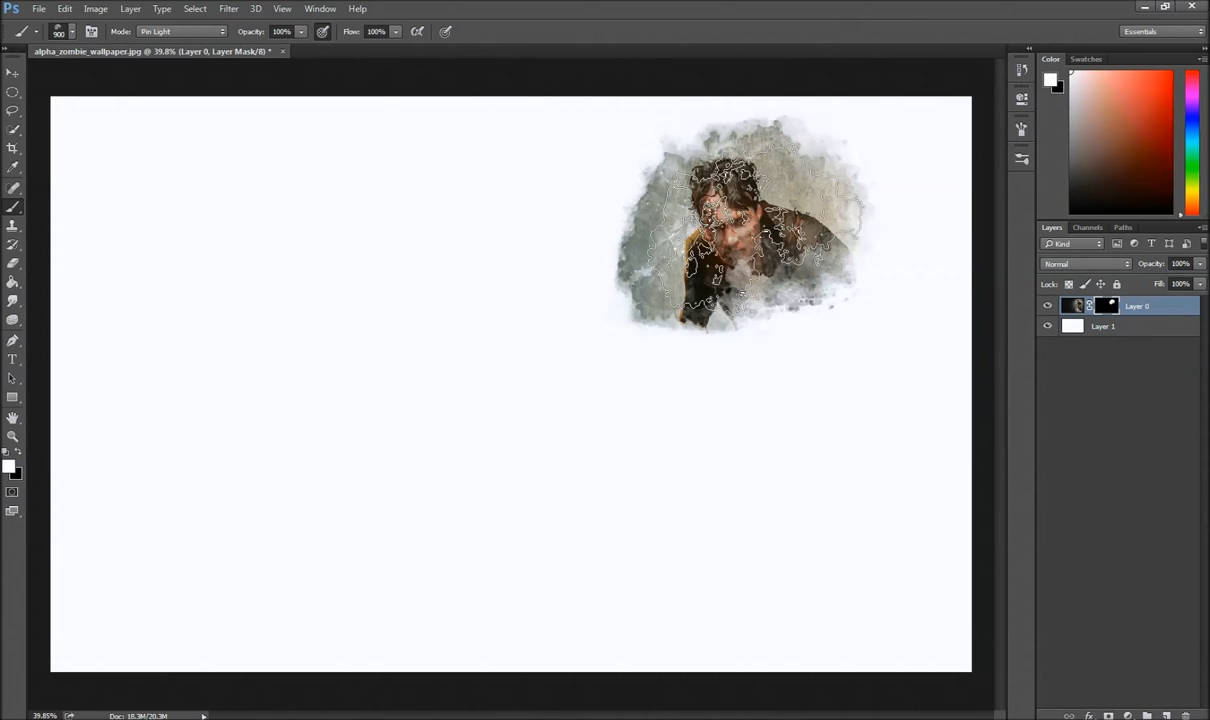 Ps File Edit Image Layer Type Select Filter 3D View Window Help
900 Mode: Pin Light Opacity: 100% Flow: 100% Essentials
alpha_zombie_wallpaper.jpg @ 39.8% (Layer 0, Layer Mask/8) * ×
Color Swatches
Layers Channels Paths
Kind
Normal Opacity: 100%
Lock: Fill: 100%
Layer 0
Layer 1
39.85% Doc: 18.3M/20.3M